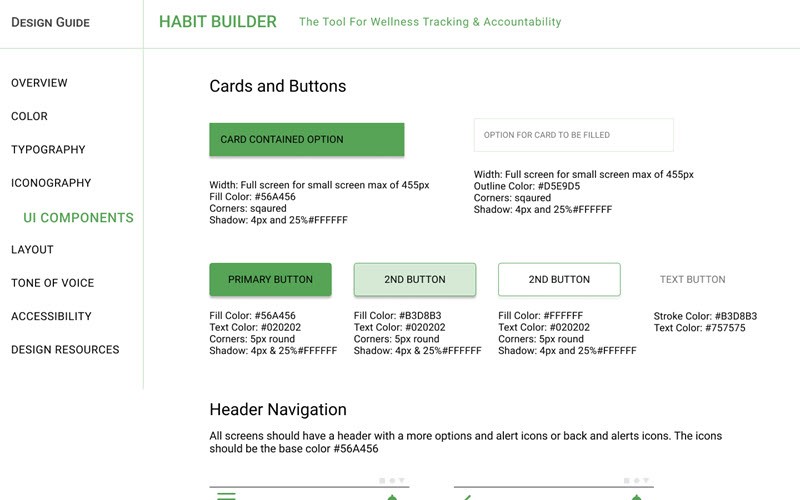 DESIGN GUIDE
HABIT BUILDER
The Tool For Wellness Tracking & Accountability
OVERVIEW
COLOR
TYPOGRAPHY
ICONOGRAPHY
UI COMPONENTS
LAYOUT
TONE OF VOICE
ACCESSIBILITY
DESIGN RESOURCES
Cards and Buttons
CARD CONTAINED OPTION
Width: Full screen for small screen max of 455px
Fill Color: #56A456
Corners: sqaured
Shadow: 4px and 25%#FFFFFF
OPTION FOR CARD TO BE FILLED
Width: Full screen for small screen max of 455px
Outline Color: #D5E9D5
Corners: sqaured
Shadow: 4px and 25%#FFFFFF
PRIMARY BUTTON
Fill Color: #56A456
Text Color: #020202
Corners: 5px round
Shadow: 4px & 25%#FFFFFF
2ND BUTTON
Fill Color: #B3D8B3
Text Color: #020202
Corners: 5px round
Shadow: 4px & 25%#FFFFFF
2ND BUTTON
Fill Color: #FFFFFF
Text Color: #020202
Corners: 5px round
Shadow: 4px and 25%#FFFFFF
TEXT BUTTON
Stroke Color: #B3D8B3
Text Color: #757575
Header Navigation
All screens should have a header with a more options and alert icons or back and alerts icons. The icons
should be the base color #56A456